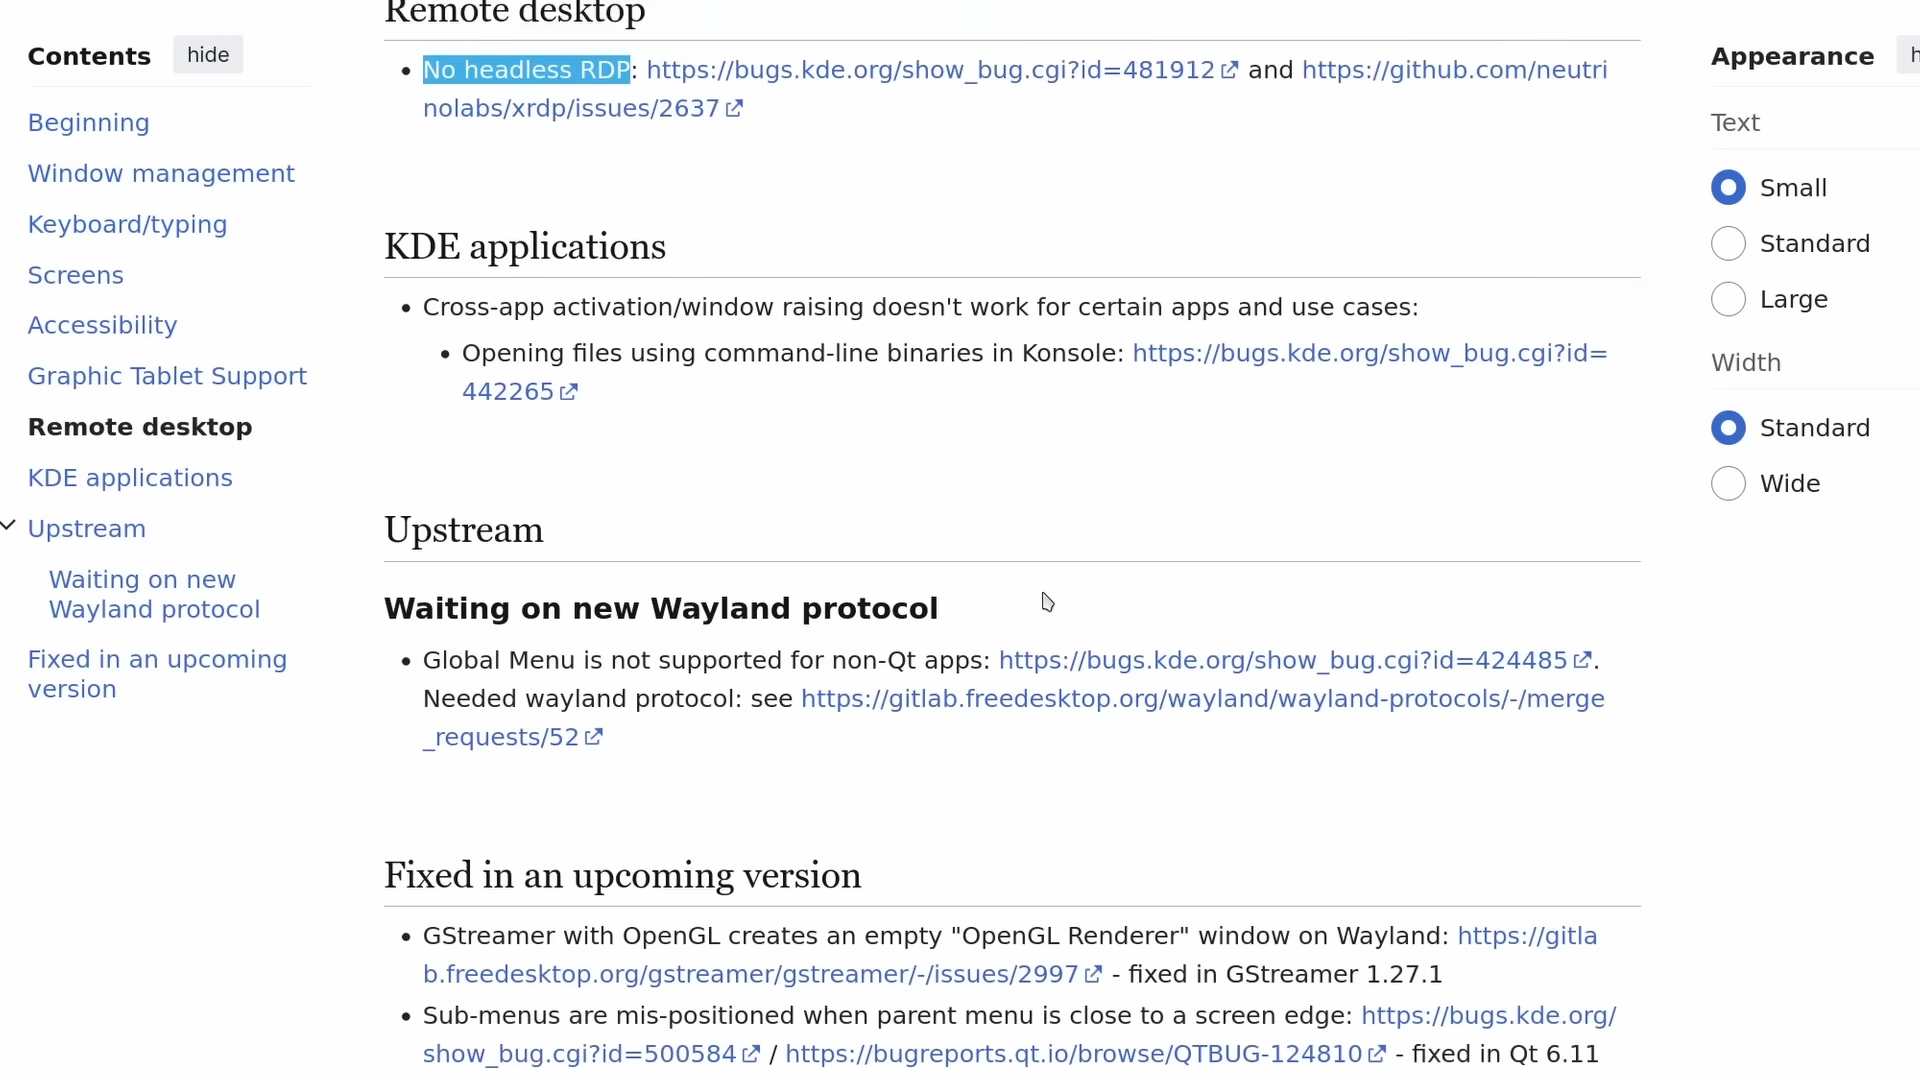 Contents hide
Beginning
Window management
Keyboard/typing
Screens
Accessibility
Graphic Tablet Support
Remote desktop
KDE applications
Upstream
Waiting on new
Wayland protocol
Fixed in an upcoming
version
Remote desktop
No headless RDP: https://bugs.kde.org/show_bug.cgi?id=481912 and https://github.com/neutri
nolabs/xrdp/issues/2637
KDE applications
Cross-app activation/window raising doesn't work for certain apps and use cases:
Opening files using command-line binaries in Konsole: https://bugs.kde.org/show_bug.cgi?id=
442265
Upstream
Waiting on new Wayland protocol
Global Menu is not supported for non-Qt apps: https://bugs.kde.org/show_bug.cgi?id=424485.
Needed wayland protocol: see https://gitlab.freedesktop.org/wayland/wayland-protocols/-/merge
_requests/52
Fixed in an upcoming version
GStreamer with OpenGL creates an empty "OpenGL Renderer" window on Wayland: https://gitla
b.freedesktop.org/gstreamer/gstreamer/-/issues/2997 - fixed in GStreamer 1.27.1
Sub-menus are mis-positioned when parent menu is close to a screen edge: https://bugs.kde.org/
show_bug.cgi?id=500584 / https://bugreports.qt.io/browse/QTBUG-124810 - fixed in Qt 6.11
Appearance
Text
Small
Standard
Large
Width
Standard
Wide